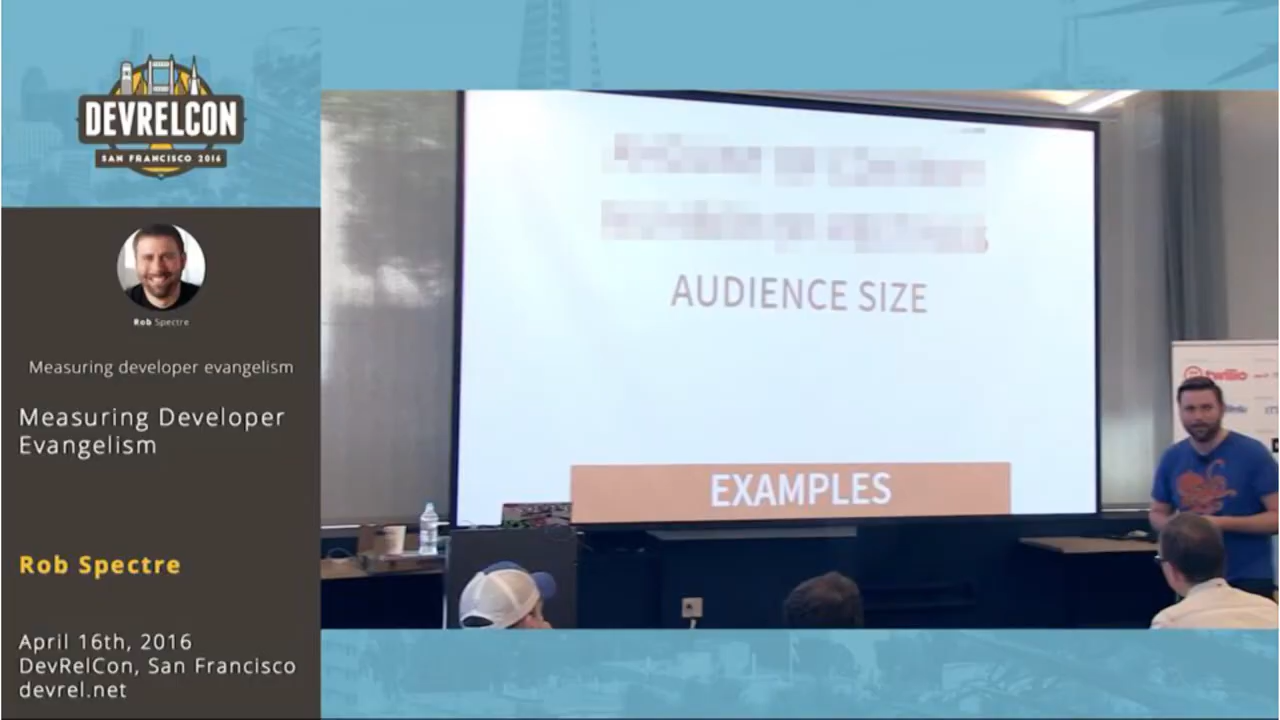 DEVRELCON
SAN FRANCISCO 2016
Rob Spectre
Measuring developer evangelism
Measuring Developer
Evangelism
Rob Spectre
April 16th, 2016
DevRelCon, San Francisco
devrel.net
AUDIENCE SIZE
EXAMPLES
twilio